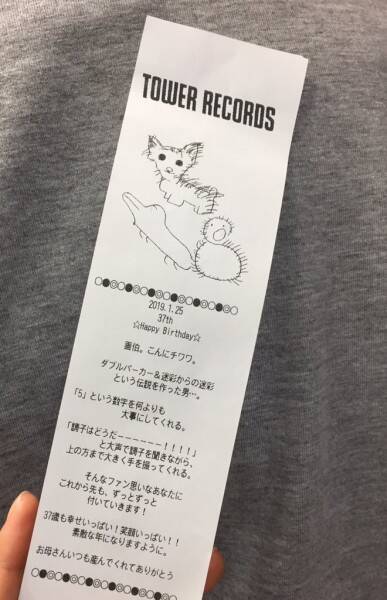 TOWER RECORDS
○●◎○◎●○◎○●◎○◎●○◎○●◎○
2019.1.25
37th
☆Happy Birthday☆
画伯。こんにチワワ。
ダブルパーカー&迷彩からの迷彩
という伝説を作った男…。
「5」という数字を何よりも
大事にしてくれる。
「調子はどうだーーーーーー!!!!」
と大声で調子を聞きながら、
上の方まで大きく手を振ってくれる。
そんなファン思いなあなたに
これから先も、ずっとずっと
付いていきます!
37歳も幸せいっぱい!笑顔いっぱい!!
素敵な年になりますように。
お母さんいつも産んでくれてありがとう